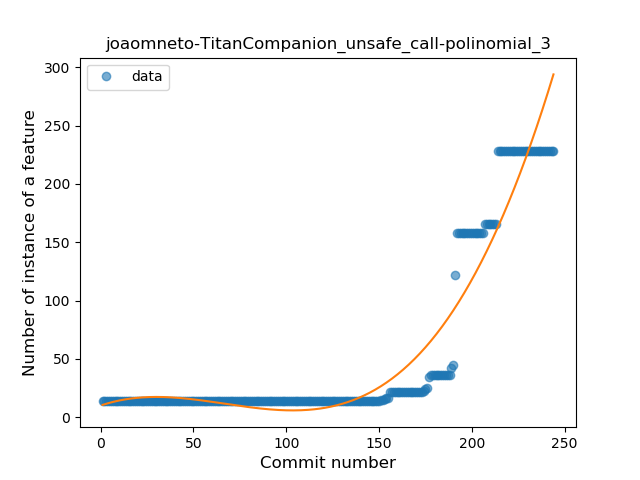 joaomneto-TitanCompanion_unsafe_call-polinomial_3
data
Number of instance of a feature
300
250
200
150
100
50
0
0 50 100 150 200 250
Commit number